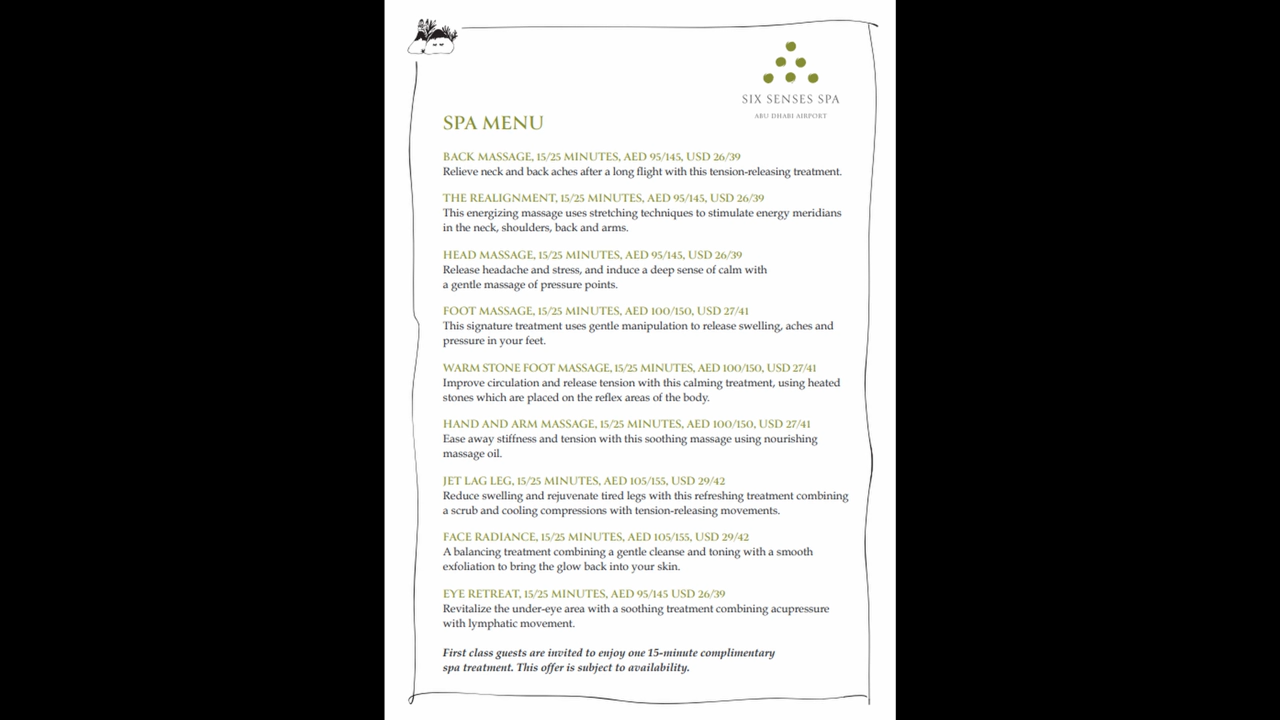 SIX SENSES SPA
ABU DHABI AIRPORT
SPA MENU
BACK MASSAGE, 15/25 MINUTES, AED 95/145, USD 26/39
Relieve neck and back aches after a long flight with this tension-releasing treatment.
THE REALIGNMENT, 15/25 MINUTES, AED 95/145, USD 26/39
This energizing massage uses stretching techniques to stimulate energy meridians
in the neck, shoulders, back and arms.
HEAD MASSAGE, 15/25 MINUTES, AED 95/145, USD 26/39
Release headache and stress, and induce a deep sense of calm with
a gentle massage of pressure points.
FOOT MASSAGE, 15/25 MINUTES, AED 100/150, USD 27/41
This signature treatment uses gentle manipulation to release swelling, aches and
pressure in your feet.
WARM STONE FOOT MASSAGE, 15/25 MINUTES, AED 100/150, USD 27/41
Improve circulation and release tension with this calming treatment, using heated
stones which are placed on the reflex areas of the body.
HAND AND ARM MASSAGE, 15/25 MINUTES, AED 100/150, USD 27/41
Ease away stiffness and tension with this soothing massage using nourishing
massage oil.
JET LAG LEG, 15/25 MINUTES, AED 105/155, USD 29/42
Reduce swelling and rejuvenate tired legs with this refreshing treatment combining
a scrub and cooling compressions with tension-releasing movements.
FACE RADIANCE, 15/25 MINUTES, AED 105/155, USD 29/42
A balancing treatment combining a gentle cleanse and toning with a smooth
exfoliation to bring the glow back into your skin.
EYE RETREAT, 15/25 MINUTES, AED 95/145 USD 26/39
Revitalize the under-eye area with a soothing treatment combining acupressure
with lymphatic movement.
First class guests are invited to enjoy one 15-minute complimentary
spa treatment. This offer is subject to availability.